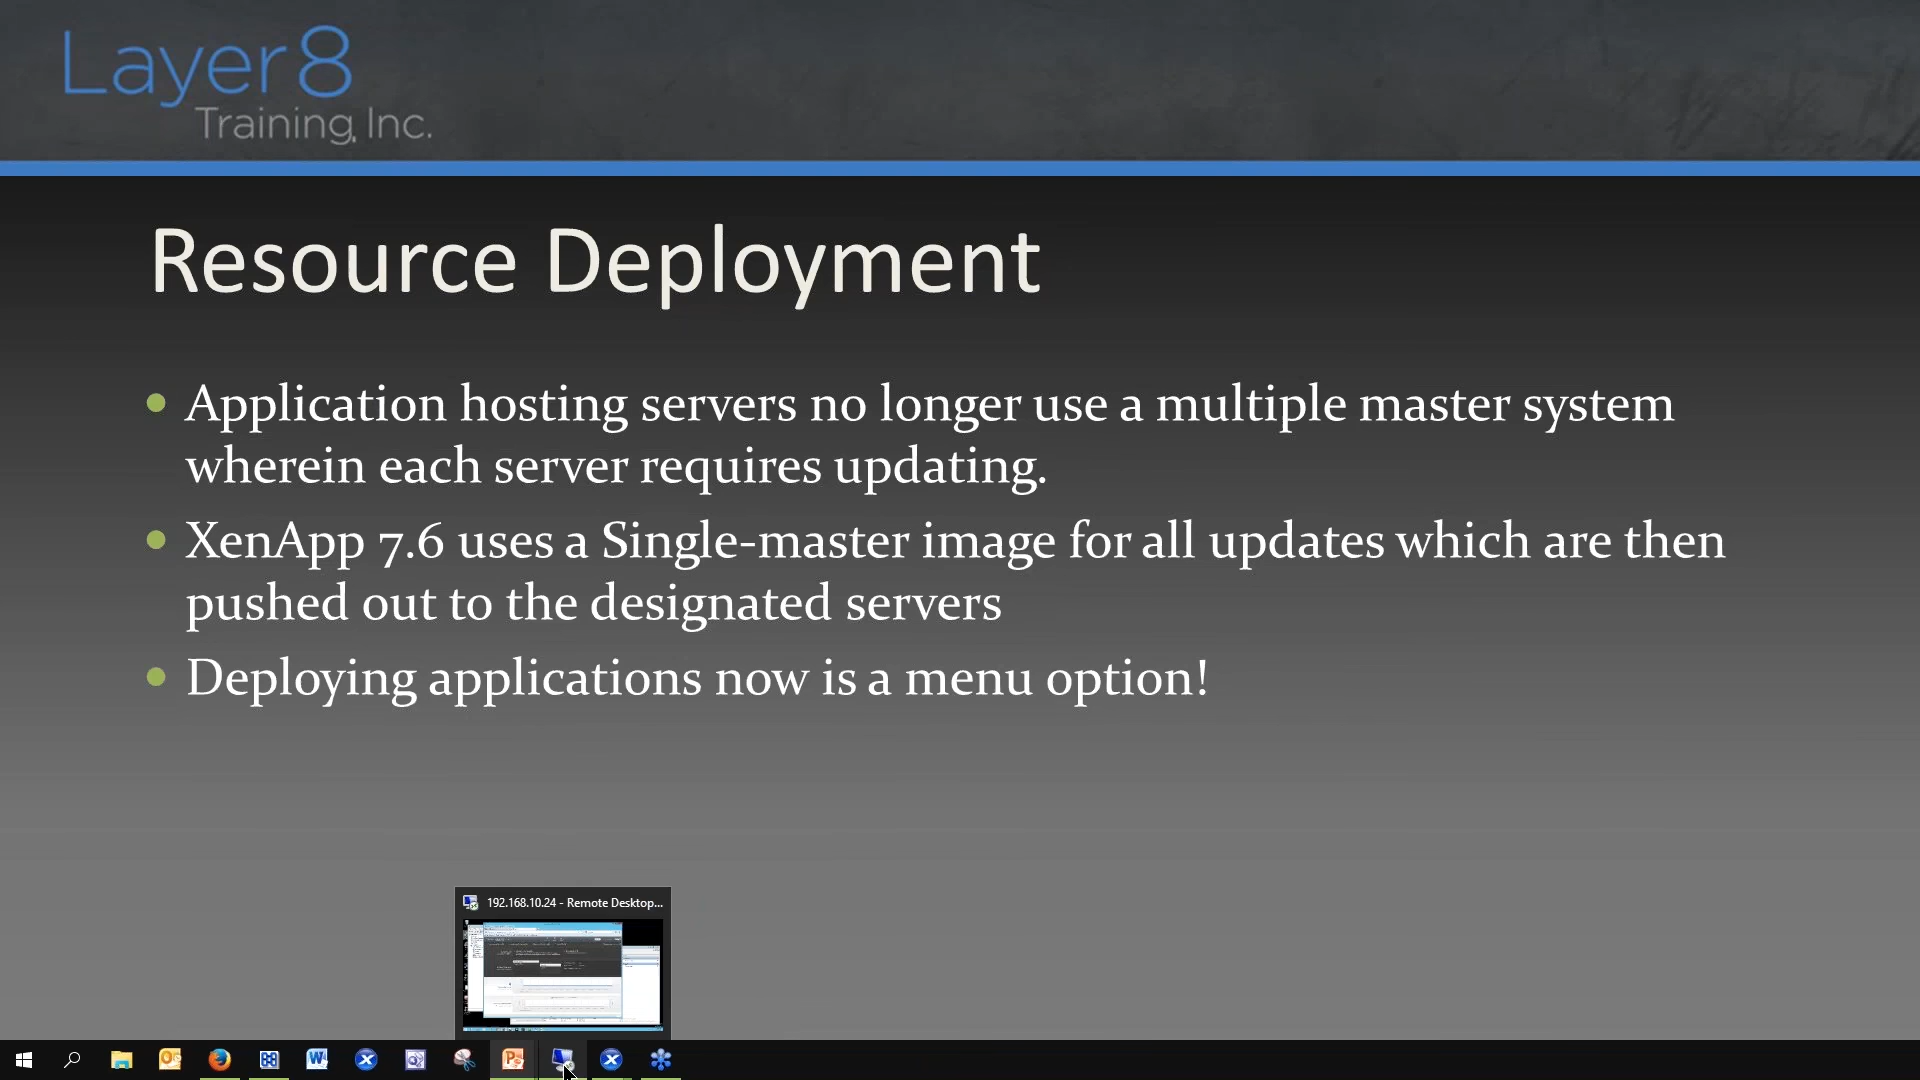 Layer8
Training, Inc.
Resource Deployment
Application hosting servers no longer use a multiple master system
wherein each server requires updating.
XenApp 7.6 uses a Single-master image for all updates which are then
pushed out to the designated servers
Deploying applications now is a menu option!
192.168.10.24 - Remote Desktop...